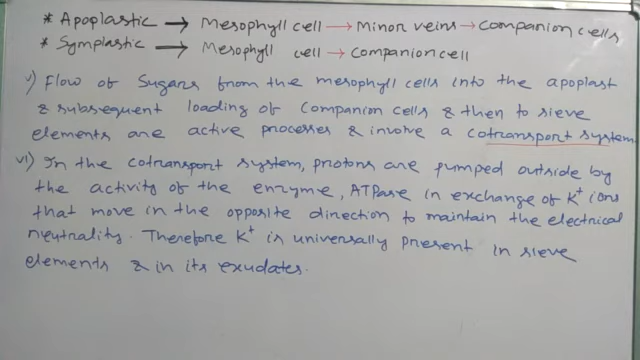 * Apoplastic → Mesophyll cell → Minor veins → Companion cells
* Symplastic → Mesophyll cell → Companion cell
v) Flow of Sugars from the mesophyll cells into the apoplast
& subsequent loading of Companion cells & then to sieve
elements are active processes & involve a cotransport system
vi) In the cotransport system, protons are pumped outside by
the activity of the enzyme, ATPase in exchange of K⁺ ions
that move in the opposite direction to maintain the electrical
neutrality. Therefore K⁺ is universally present in sieve
elements & in its exudates.